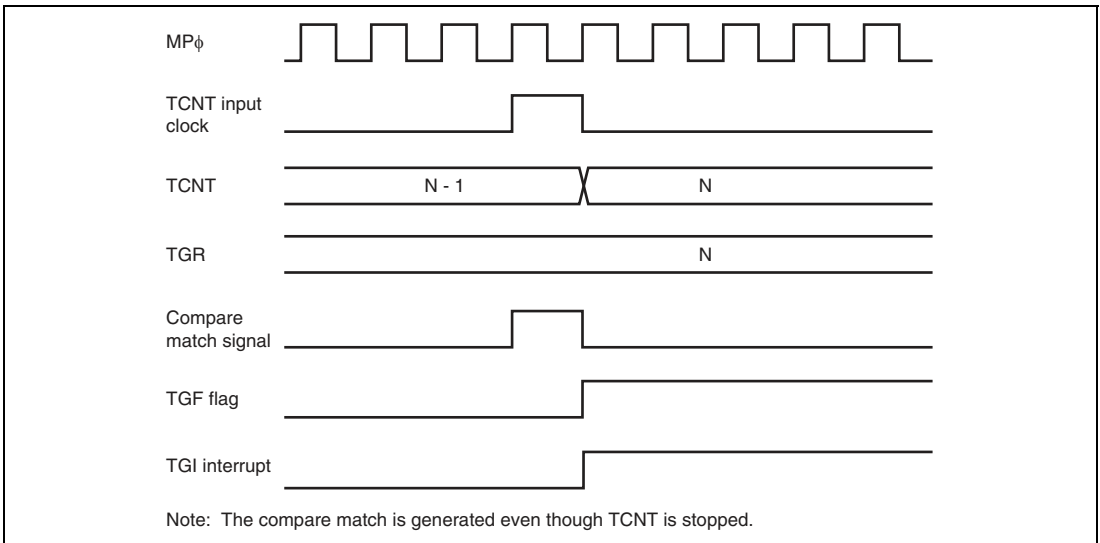 MPϕ
TCNT input
clock
TCNT
N - 1
N
TGR
N
Compare
match signal
TGF flag
TGI interrupt
Note: The compare match is generated even though TCNT is stopped.